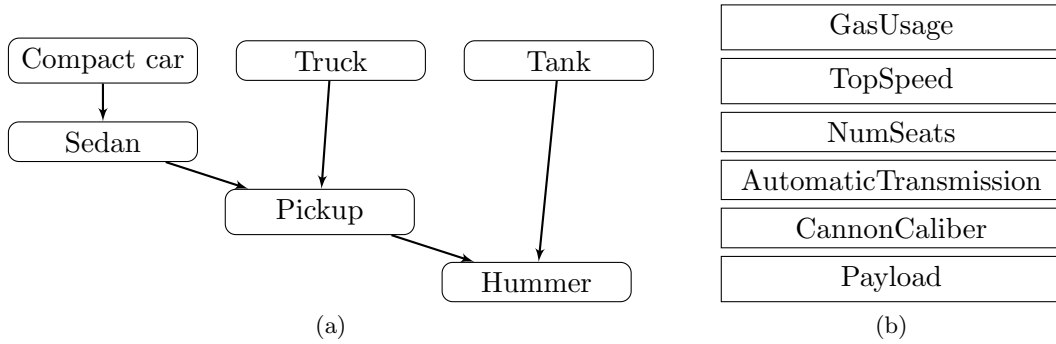 Compact car
Truck
Tank
Sedan
Pickup
Hummer
(a)
GasUsage
TopSpeed
NumSeats
AutomaticTransmission
CannonCaliber
Payload
(b)